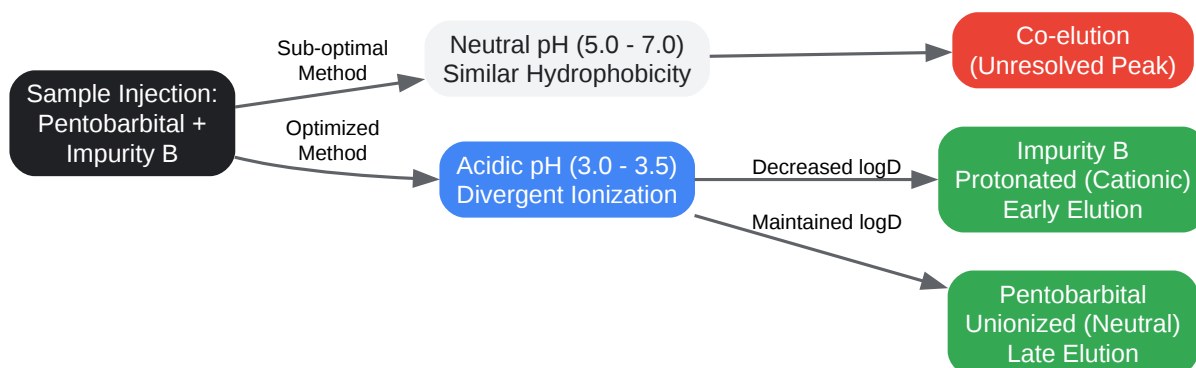 Sample Injection:
Pentobarbital +
Impurity B
Sub-optimal
Method
Optimized
Method
Neutral pH (5.0 - 7.0)
Similar Hydrophobicity
Acidic pH (3.0 - 3.5)
Divergent Ionization
Decreased logD
Maintained logD
Co-elution
(Unresolved Peak)
Impurity B
Protonated (Cationic)
Early Elution
Pentobarbital
Unionized (Neutral)
Late Elution